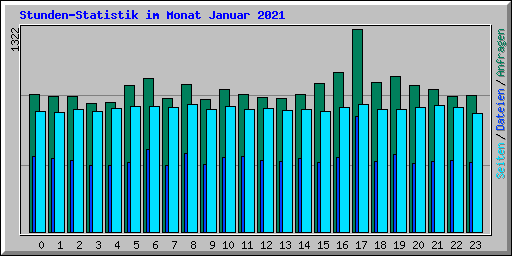 Stunden-Statistik im Monat Januar 2021
1322
Seiten/Dateien/Anfragen
0 1 2 3 4 5 6 7 8 9 10 11 12 13 14 15 16 17 18 19 20 21 22 23